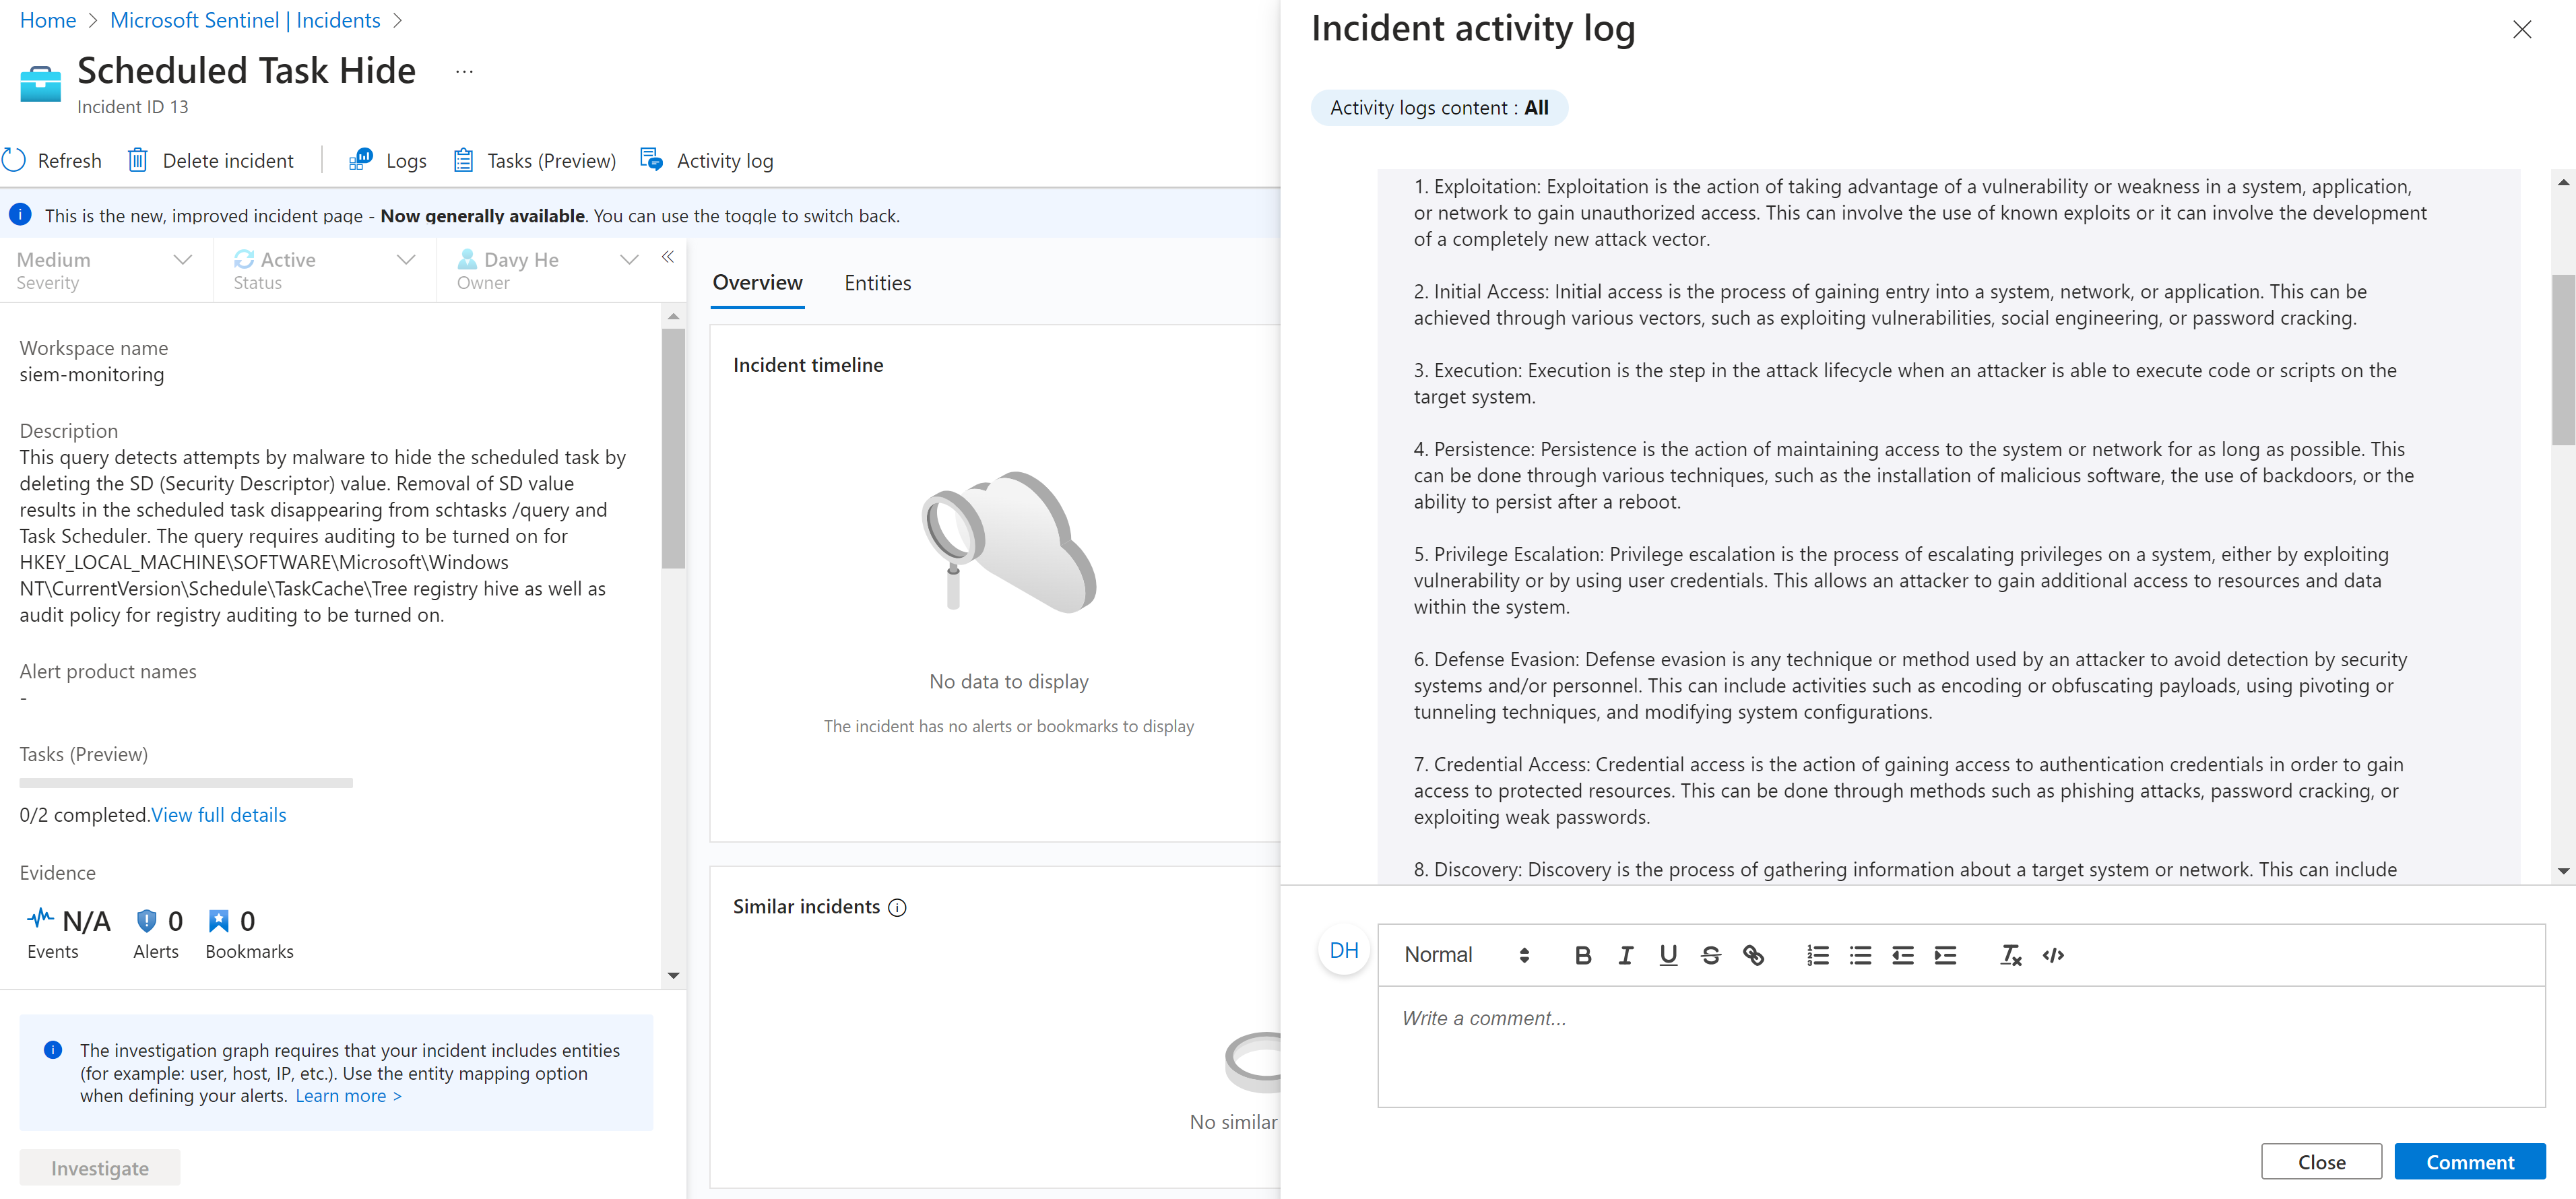 Home > Microsoft Sentinel | Incidents >
Scheduled Task Hide ...
Incident ID 13
Refresh Delete incident Logs Tasks (Preview) Activity log
This is the new, improved incident page - Now generally available. You can use the toggle to switch back.
Medium
Severity
Active
Status
Davy He
Owner
«
Workspace name
siem-monitoring
Description
This query detects attempts by malware to hide the scheduled task by
deleting the SD (Security Descriptor) value. Removal of SD value
results in the scheduled task disappearing from schtasks /query and
Task Scheduler. The query requires auditing to be turned on for
HKEY_LOCAL_MACHINE\SOFTWARE\Microsoft\Windows
NT\CurrentVersion\Schedule\TaskCache\Tree registry hive as well as
audit policy for registry auditing to be turned on.
Alert product names
-
Tasks (Preview)
0/2 completed.View full details
Evidence
N/A
Events
0
Alerts
0
Bookmarks
The investigation graph requires that your incident includes entities
(for example: user, host, IP, etc.). Use the entity mapping option
when defining your alerts. Learn more >
Investigate
Overview Entities
Incident timeline
No data to display
The incident has no alerts or bookmarks to display
Similar incidents
No similar
Incident activity log
Activity logs content : All
1. Exploitation: Exploitation is the action of taking advantage of a vulnerability or weakness in a system, application,
or network to gain unauthorized access. This can involve the use of known exploits or it can involve the development
of a completely new attack vector.
2. Initial Access: Initial access is the process of gaining entry into a system, network, or application. This can be
achieved through various vectors, such as exploiting vulnerabilities, social engineering, or password cracking.
3. Execution: Execution is the step in the attack lifecycle when an attacker is able to execute code or scripts on the
target system.
4. Persistence: Persistence is the action of maintaining access to the system or network for as long as possible. This
can be done through various techniques, such as the installation of malicious software, the use of backdoors, or the
ability to persist after a reboot.
5. Privilege Escalation: Privilege escalation is the process of escalating privileges on a system, either by exploiting
vulnerability or by using user credentials. This allows an attacker to gain additional access to resources and data
within the system.
6. Defense Evasion: Defense evasion is any technique or method used by an attacker to avoid detection by security
systems and/or personnel. This can include activities such as encoding or obfuscating payloads, using pivoting or
tunneling techniques, and modifying system configurations.
7. Credential Access: Credential access is the action of gaining access to authentication credentials in order to gain
access to protected resources. This can be done through methods such as phishing attacks, password cracking, or
exploiting weak passwords.
8. Discovery: Discovery is the process of gathering information about a target system or network. This can include
DH
Normal B I U S
Write a comment...
Close Comment